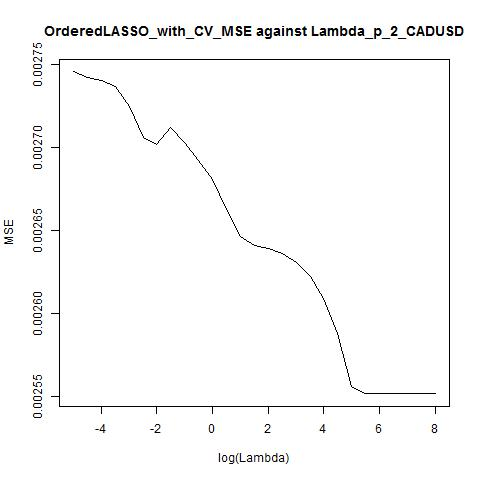 OrderedLASSO_with_CV_MSE against Lambda_p_2_CADUSD
MSE
0.00275
0.00270
0.00265
0.00260
0.00255
-4 -2 0 2 4 6 8
log(Lambda)